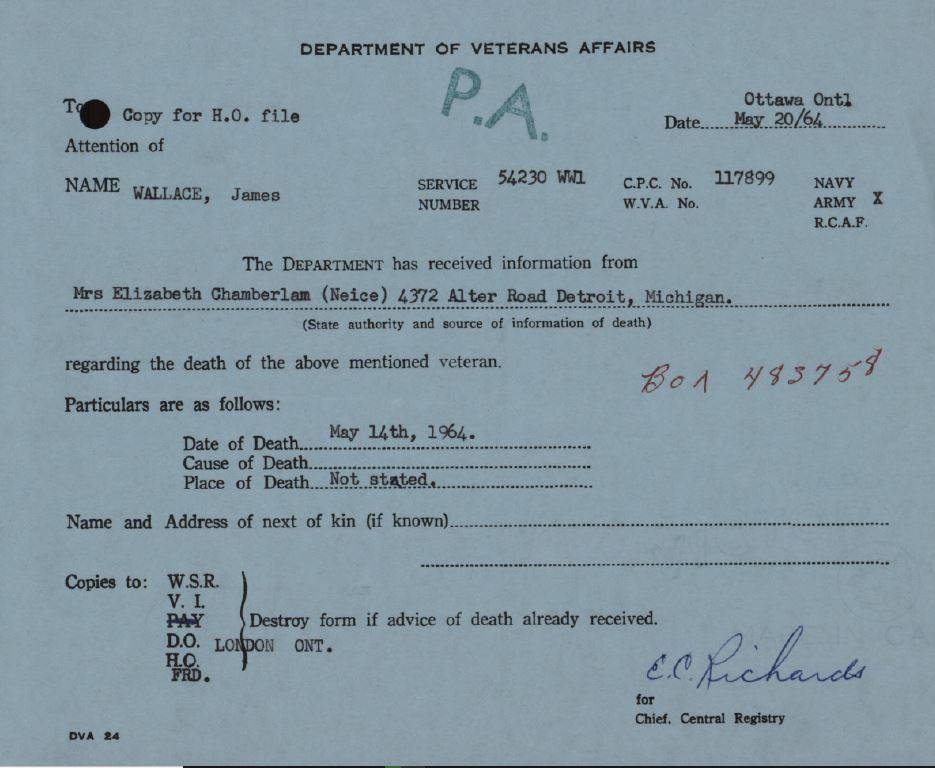 DEPARTMENT OF VETERANS AFFAIRS
P.A.
To Copy for H.O. file
Ottawa Ontl
Date May 20/64
Attention of
NAME WALLACE, James
SERVICE NUMBER 54230 WW1
C.P.C. No. 117899
W.V.A. No.
NAVY
ARMY X
R.C.A.F.
The DEPARTMENT has received information from
Mrs Elizabeth Chamberlam (Neice) 4372 Alter Road Detroit, Michigan.
(State authority and source of information of death)
regarding the death of the above mentioned veteran.
BOA 483758
Particulars are as follows:
Date of Death May 14th, 1964.
Cause of Death
Place of Death Not stated.
Name and Address of next of kin (if known)
Copies to: W.S.R.
V. I.
PAY
Destroy form if advice of death already received.
D.O. LONDON ONT.
H.O.
FRD.
E.C. Richards
for
Chief, Central Registry
DVA 24